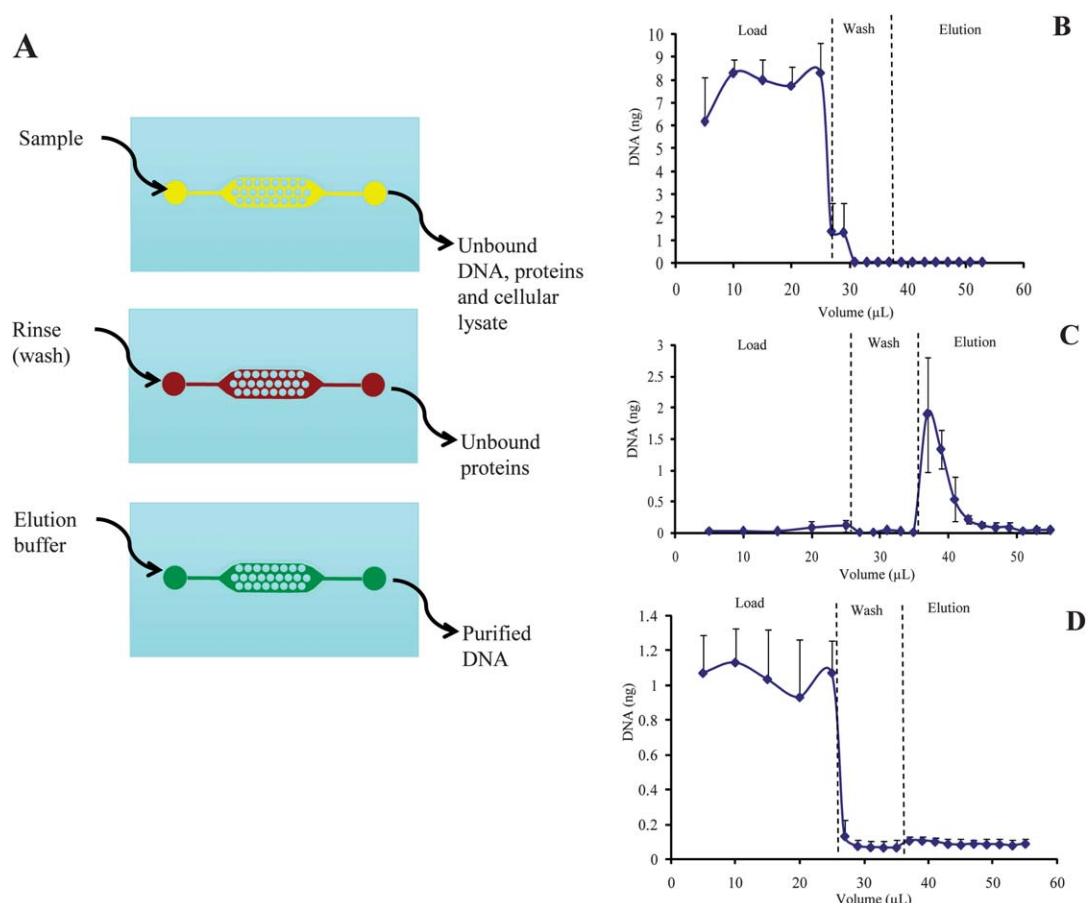 A
Sample
Unbound
DNA, proteins
and cellular
lysate
Rinse
(wash)
Unbound
proteins
Elution
buffer
Purified
DNA
B
Load Wash Elution
DNA (ng)
10
9
8
7
6
5
4
3
2
1
0
0 10 20 30 40 50 60
Volume (µL)
C
Load Wash Elution
DNA (ng)
3
2.5
2
1.5
1
0.5
0
0 10 20 30 40 50
Volume (µL)
D
Load Wash Elution
DNA (ng)
1.4
1.2
1
0.8
0.6
0.4
0.2
0
0 10 20 30 40 50 60
Volume (µL)